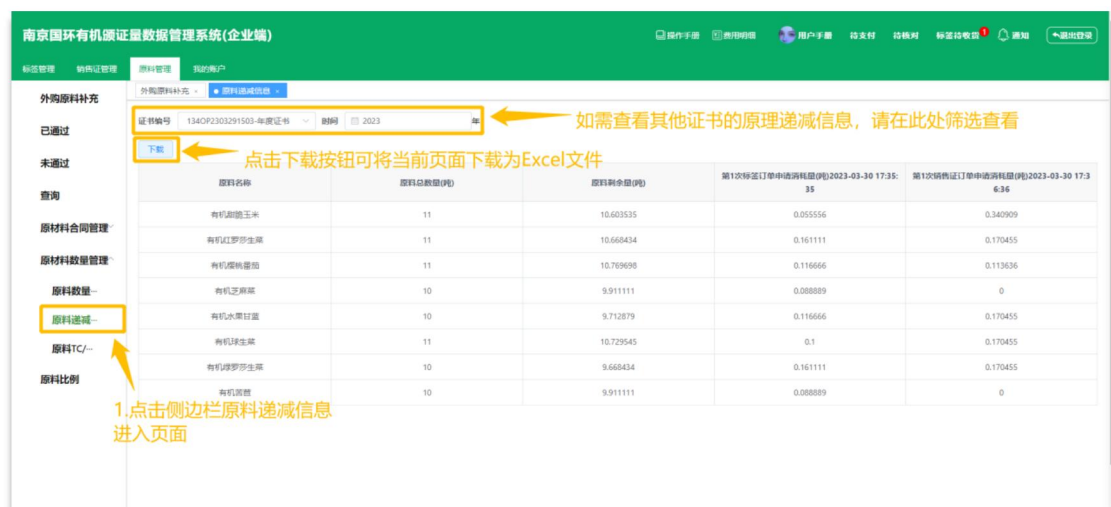 南京国环有机颁证量数据管理系统(企业端)
操作手册 费用明细 用户手册 待支付 待核对 标签待收货 1 通知 退出登录
标签管理 销售证管理 原料管理 我的账户
外购原料补充 原料递减信息
外购原料补充
已通过
未通过
查询
原材料合同管理
原材料数量管理
原料数量...
原料递减...
原料TC/...
原料比例
证书编号 134OP2303291503-年度证书 时间 2023 年
如需查看其他证书的原理递减信息，请在此处筛选查看
下载
点击下载按钮可将当前页面下载为Excel文件
原料名称 原料总数量(吨) 原料剩余量(吨) 第1次标签订单申请消耗量(吨)2023-03-30 17:35: 第1次销售证订单申请消耗量(吨)2023-03-30 17:3
35 6:36
有机甜脆玉米 11 10.603535 0.055556 0.340909
有机红罗莎生菜 11 10.668434 0.161111 0.170455
有机樱桃番茄 11 10.769698 0.116666 0.113636
有机芝麻菜 10 9.911111 0.088889 0
有机水果甘蓝 10 9.712879 0.116666 0.170455
有机球生菜 11 10.729545 0.1 0.170455
有机绿罗莎生菜 10 9.668434 0.161111 0.170455
有机茴苣 10 9.911111 0.088889 0
1.点击侧边栏原料递减信息
进入页面